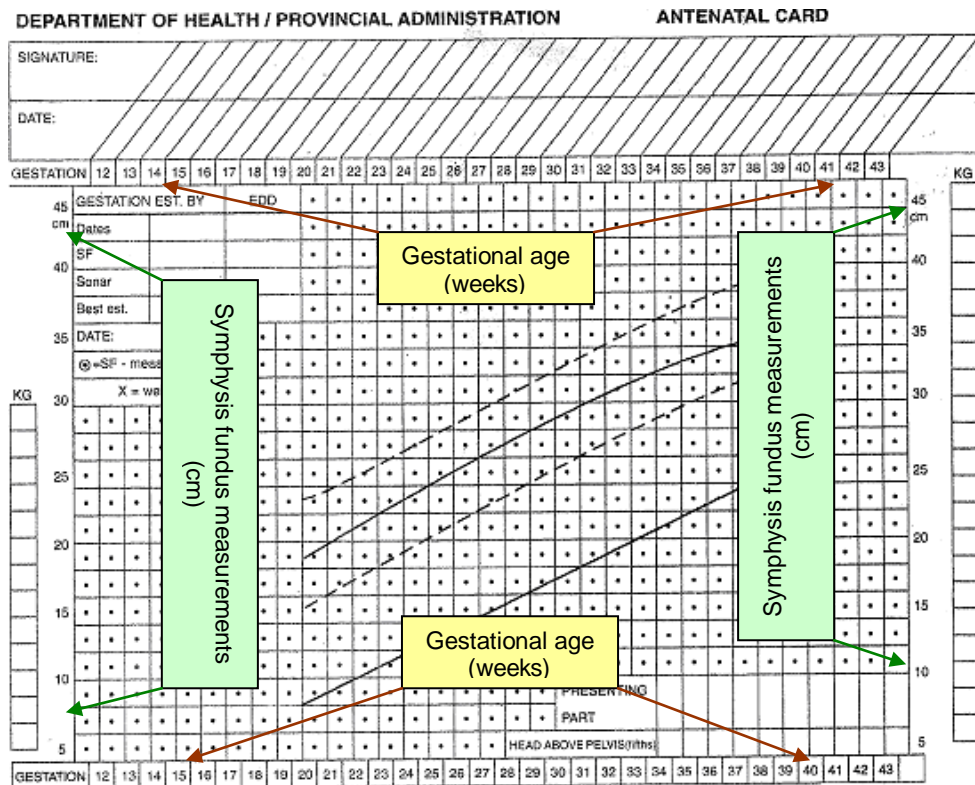 DEPARTMENT OF HEALTH / PROVINCIAL ADMINISTRATION ANTENATAL CARD
SIGNATURE:
DATE:
GESTATION 12 13 14 15 16 17 18 19 20 21 22 23 24 25 26 27 28 29 30 31 32 33 34 35 36 37 38 39 40 41 42 43
KG
45 GESTATION EST. BY EDD 45
cm Dates cm
SF
Gestational age
(weeks)
40 40
Sonar
Best est.
35 DATE: 35
=SF - meas
KG
X = we
30 30
Symphysis fundus measurements
(cm)
Symphysis fundus measurements
(cm)
25 25
20 20
15 15
Gestational age
(weeks)
10 10
PRESENTING
PART
5 HEAD ABOVE PELVIS(fifths) 5
GESTATION 12 13 14 15 16 17 18 19 20 21 22 23 24 25 26 27 28 29 30 31 32 33 34 35 36 37 38 39 40 41 42 43